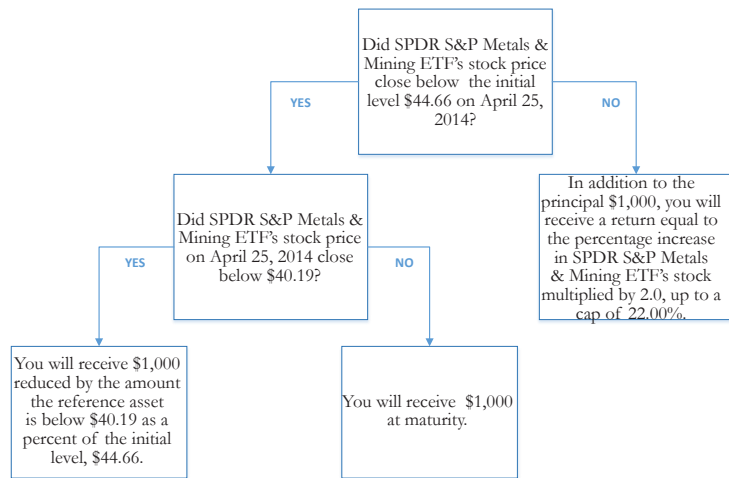 Did SPDR S&P Metals &
Mining ETF's stock price
close below the initial
level $44.66 on April 25,
2014?
YES
NO
Did SPDR S&P Metals &
Mining ETF's stock price
on April 25, 2014 close
below $40.19?
In addition to the
principal $1,000, you will
receive a return equal to
the percentage increase
in SPDR S&P Metals
& Mining ETF's stock
multiplied by 2.0, up to a
cap of 22.00%.
YES
NO
You will receive $1,000
reduced by the amount
the reference asset
is below $40.19 as a
percent of the initial
level, $44.66.
You will receive $1,000
at maturity.